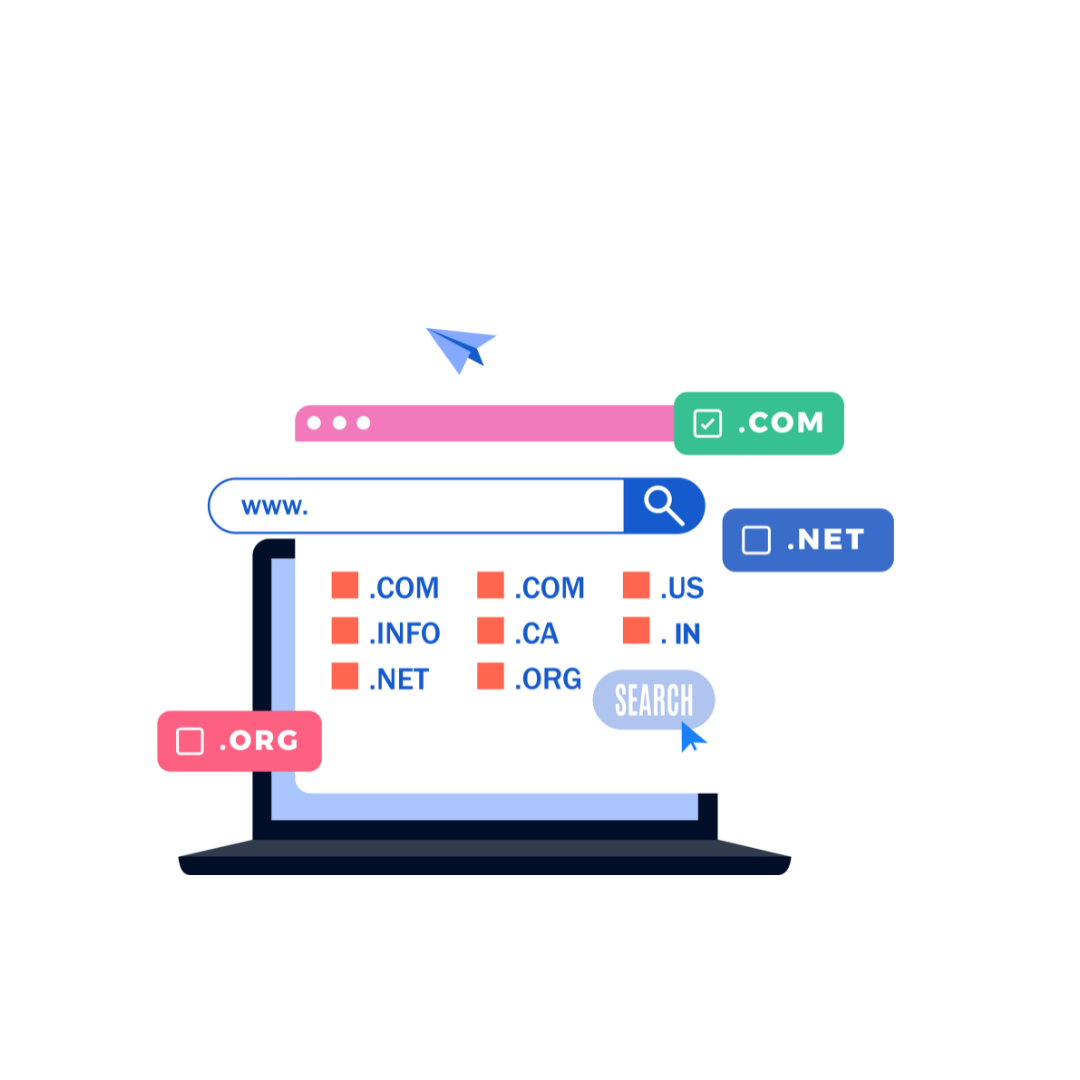 .COM
www.
.NET
.COM .COM .US
.INFO .CA . IN
.NET .ORG
SEARCH
.ORG